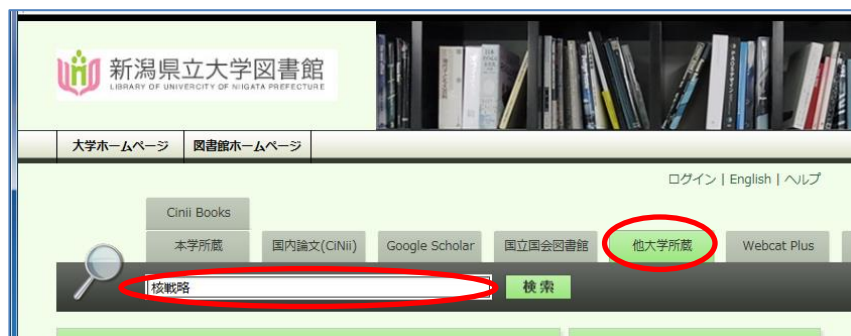 新潟県立大学図書館
LIBRARY OF UNIVERCITY OF NIIGATA PREFECTURE
大学ホームページ 図書館ホームページ
ログイン | English | ヘルプ
Cinii Books
本学所蔵 国内論文(CiNii) Google Scholar 国立国会図書館 他大学所蔵 Webcat Plus
核戦略 検索